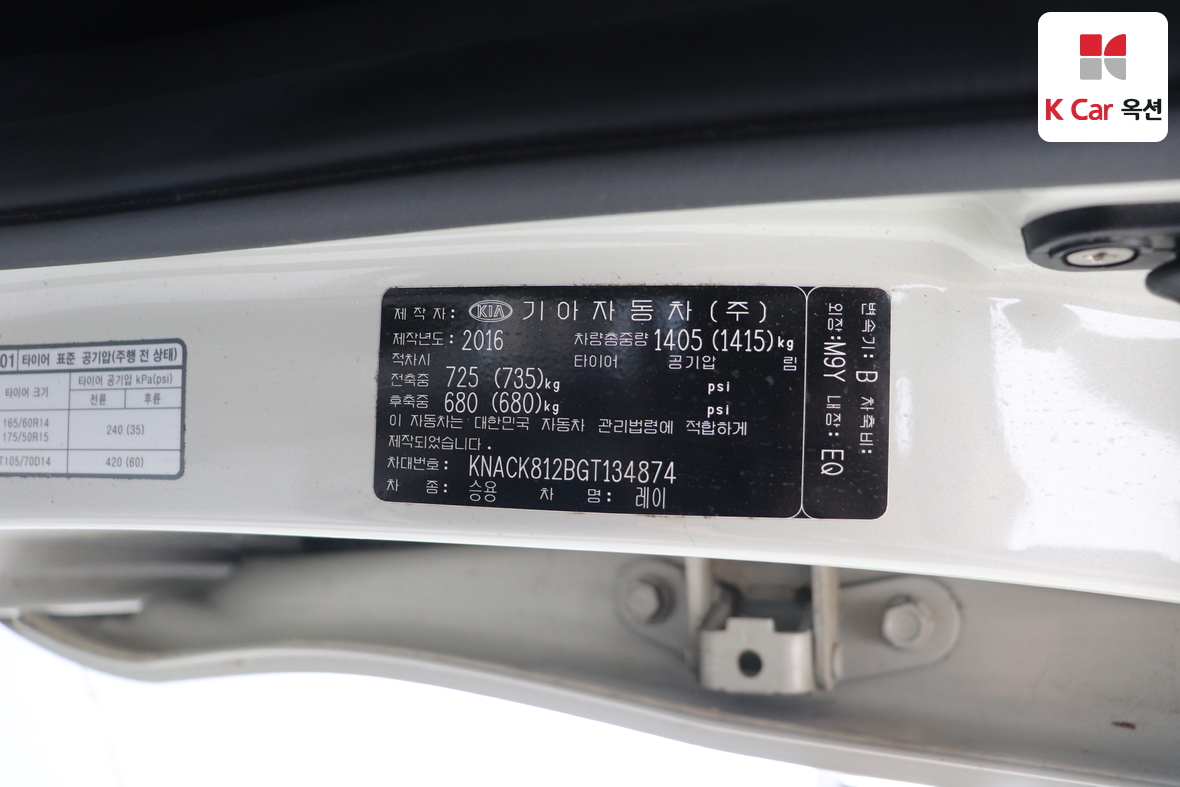 K Car 옥션
제 작 자: KIA 기아자동차(주)
제작년도: 2016 차량총중량 1405 (1415)kg
적차시 타이어 공기압 림
전축중 725 (735)kg psi
후축중 680 (680)kg psi
이 자동차는 대한민국 자동차 관리법령에 적합하게
제작되었습니다.
차대번호: KNACK812BGT134874
차 종: 승용 차 명: 레이
변속기: B 차축비:
외장: M9Y 내장: EQ
01 타이어 표준 공기압(주행 전 상태)
타이어 크기 타이어 공기압 kPa(psi)
전륜 후륜
165/60R14
175/50R15 240 (35)
T105/70D14 420 (60)